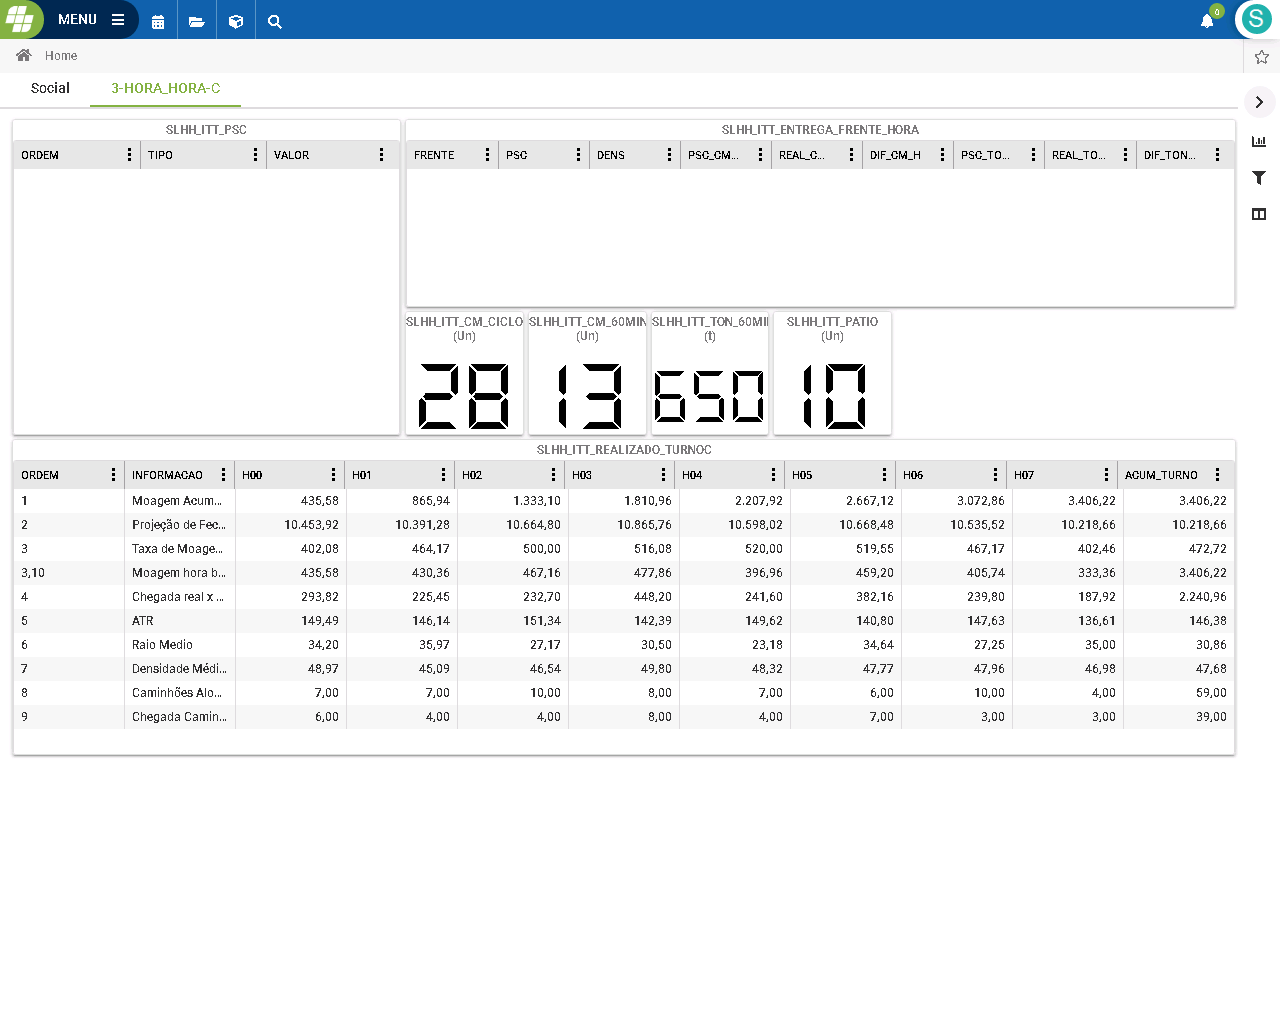 MENU
0
S
Home
Social 3-HORA_HORA-C
SLHH_ITT_PSC
ORDEM TIPO VALOR
SLHH_ITT_ENTREGA_FRENTE_HORA
FRENTE PSC DENS PSC_CM... REAL_C... DIF_CM_H PSC_TO... REAL_TO... DIF_TON...
SLHH_ITT_CM_CICLO
(Un)
28
SLHH_ITT_CM_60MIN
(Un)
13
SLHH_ITT_TON_60MI
(t)
650
SLHH_ITT_PATIO
(Un)
10
SLHH_ITT_REALIZADO_TURNOC
ORDEM INFORMACAO H00 H01 H02 H03 H04 H05 H06 H07 ACUM_TURNO
1 Moagem Acum... 435,58 865,94 1.333,10 1.810,96 2.207,92 2.667,12 3.072,86 3.406,22 3.406,22
2 Projeção de Fec... 10.453,92 10.391,28 10.664,80 10.865,76 10.598,02 10.668,48 10.535,52 10.218,66 10.218,66
3 Taxa de Moage... 402,08 464,17 500,00 516,08 520,00 519,55 467,17 402,46 472,72
3,10 Moagem hora b... 435,58 430,36 467,16 477,86 396,96 459,20 405,74 333,36 3.406,22
4 Chegada real x ... 293,82 225,45 232,70 448,20 241,60 382,16 239,80 187,92 2.240,96
5 ATR 149,49 146,14 151,34 142,39 149,62 140,80 147,63 136,61 146,38
6 Raio Medio 34,20 35,97 27,17 30,50 23,18 34,64 27,25 35,00 30,86
7 Densidade Médi... 48,97 45,09 46,54 49,80 48,32 47,77 47,96 46,98 47,68
8 Caminhões Alo... 7,00 7,00 10,00 8,00 7,00 6,00 10,00 4,00 59,00
9 Chegada Camin... 6,00 4,00 4,00 8,00 4,00 7,00 3,00 3,00 39,00